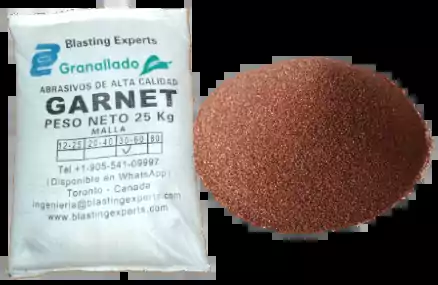 Blasting Experts
Granallado
ABRASIVOS DE ALTA CALIDAD
GARNET
PESO NETO 25 Kg
MALLA
12-25 20-40 30-60 80
✓
Tel +1-905-541-09997
(Disponible en WhatsApp)
Toronto - Canade
ingenieria@blastingexperts.com
www.blastingexperts.com